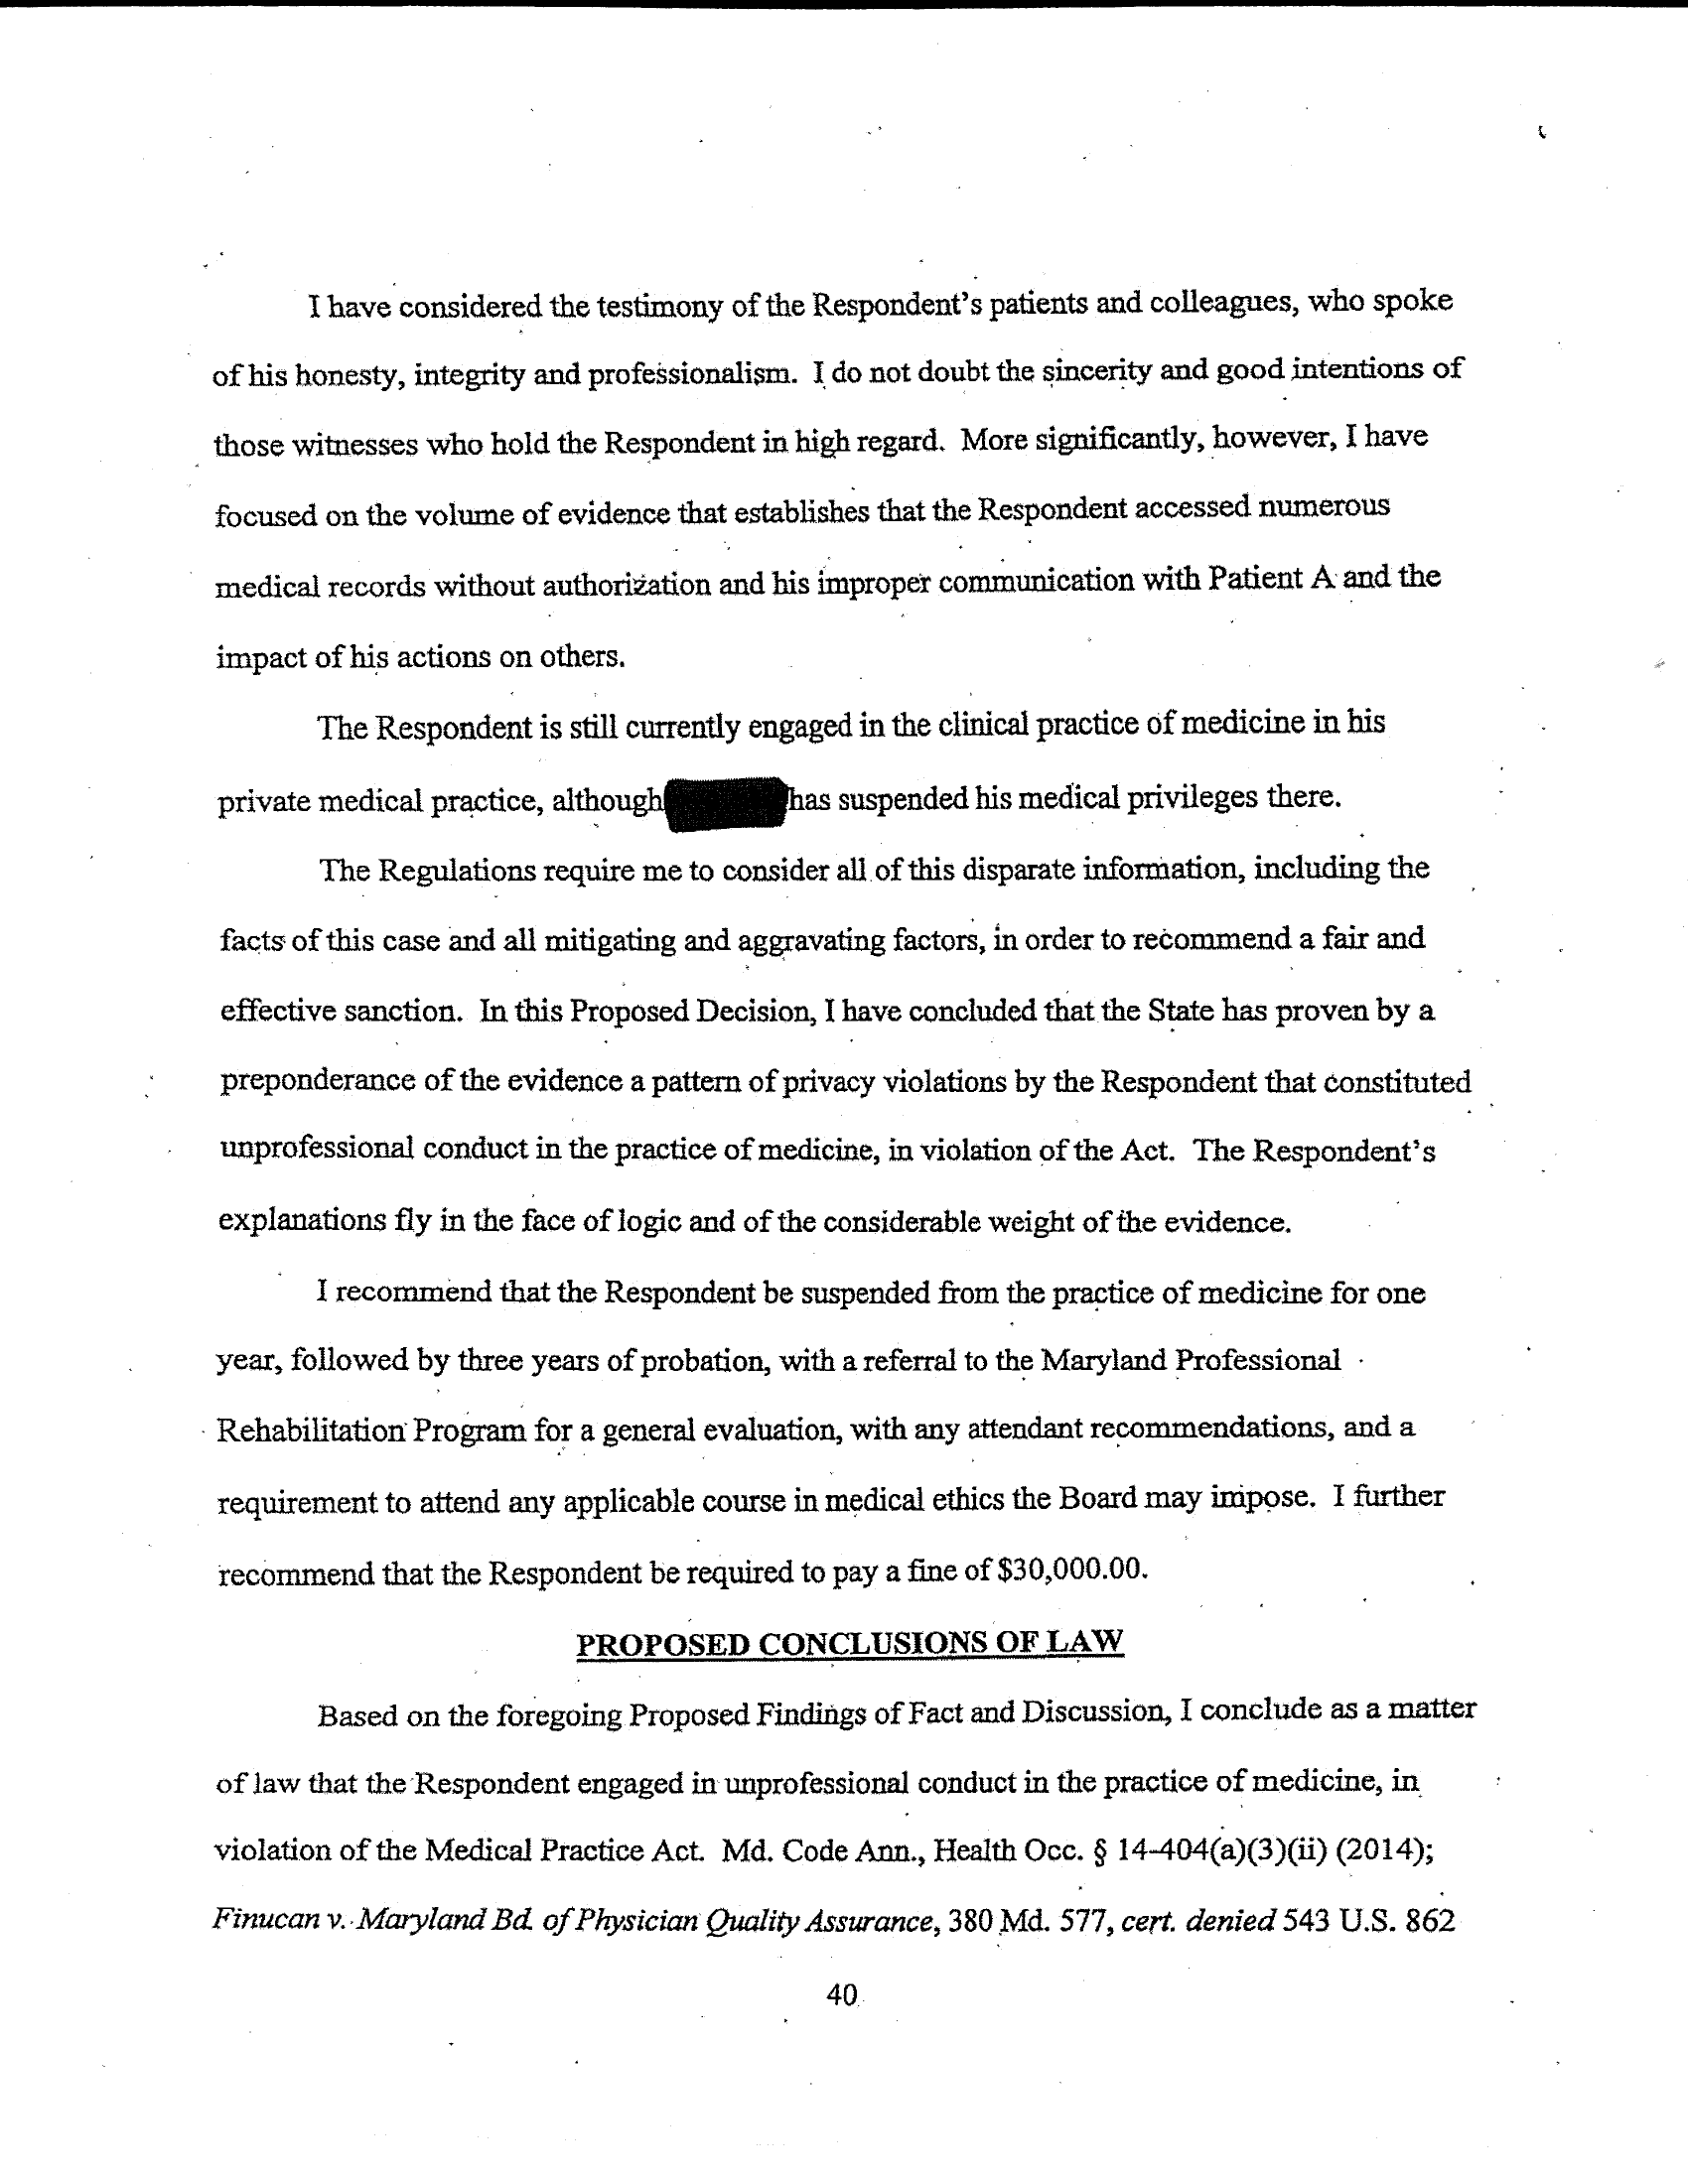 I have considered the testimony of the Respondent's patients and colleagues, who spoke
of his honesty, integrity and professionalism. I do not doubt the sincerity and good intentions of
those witnesses who hold the Respondent in high regard. More significantly, however, I have
focused on the volume of evidence that establishes that the Respondent accessed numerous
medical records without authorization and his improper communication with Patient A and the
impact of his actions on others.
The Respondent is still currently engaged in the clinical practice of medicine in his
private medical practice, although has suspended his medical privileges there.
The Regulations require me to consider all of this disparate information, including the
facts of this case and all mitigating and aggravating factors, in order to recommend a fair and
effective sanction. In this Proposed Decision, I have concluded that the State has proven by a
preponderance of the evidence a pattern of privacy violations by the Respondent that constituted
unprofessional conduct in the practice of medicine, in violation of the Act. The Respondent's
explanations fly in the face of logic and of the considerable weight of the evidence.
I recommend that the Respondent be suspended from the practice of medicine for one
year, followed by three years of probation, with a referral to the Maryland Professional
Rehabilitation Program for a general evaluation, with any attendant recommendations, and a
requirement to attend any applicable course in medical ethics the Board may impose. I further
recommend that the Respondent be required to pay a fine of $30,000.00.
PROPOSED CONCLUSIONS OF LAW
Based on the foregoing Proposed Findings of Fact and Discussion, I conclude as a matter
of law that the Respondent engaged in unprofessional conduct in the practice of medicine, in
violation of the Medical Practice Act. Md. Code Ann., Health Occ. § 14-404(a)(3)(ii) (2014);
Finucan v. Maryland Bd. of Physician Quality Assurance, 380 Md. 577, cert. denied 543 U.S. 862
40